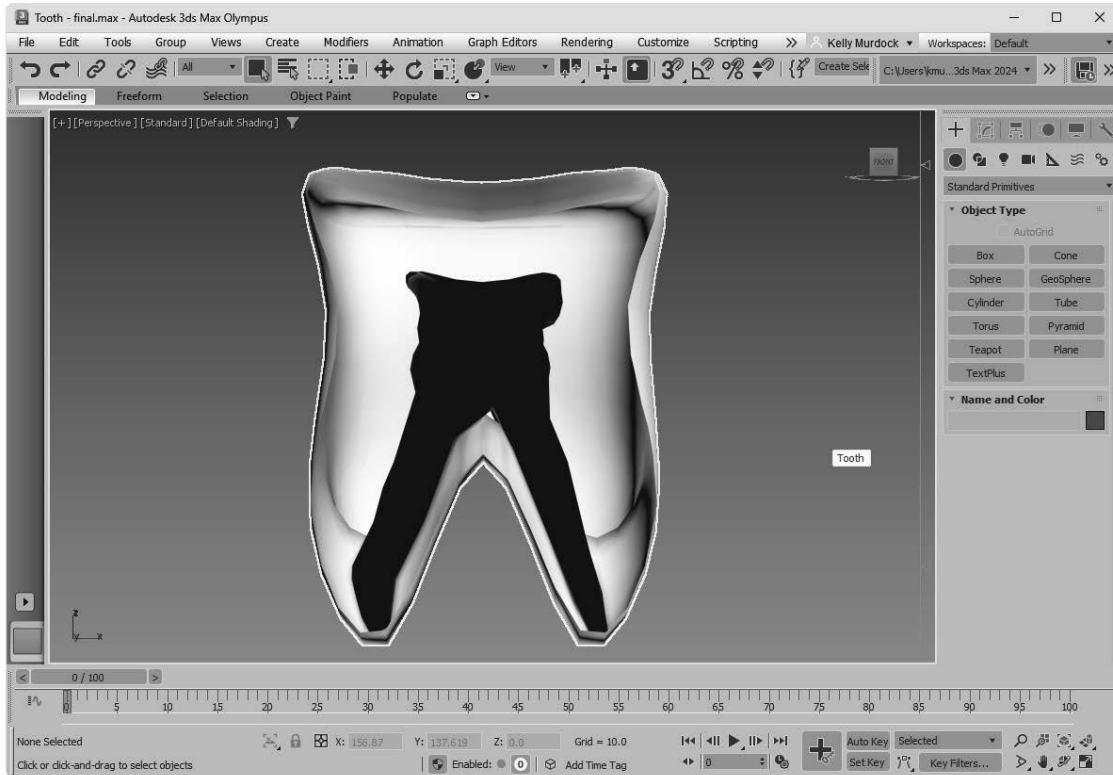 Tooth - final.max - Autodesk 3ds Max Olympus
File Edit Tools Group Views Create Modifiers Animation Graph Editors Rendering Customize Scripting Kelly Murdock Workspaces: Default
All View Create Sele C:\Users\kmu...3ds Max 2024
Modeling Freeform Selection Object Paint Populate
[+] [Perspective] [Standard] [Default Shading]
FRONT
Standard Primitives
Object Type
AutoGrid
Box Cone
Sphere GeoSphere
Cylinder Tube
Torus Pyramid
Teapot Plane
TextPlus
Name and Color
Tooth
z
y x
0 / 100
0 5 10 15 20 25 30 35 40 45 50 55 60 65 70 75 80 85 90 95 100
None Selected X: 156.87 Y: 137.619 Z: 0.0 Grid = 10.0 Auto Key Selected
Click or click-and-drag to select objects Enabled: 0 Add Time Tag 0 Set Key Key Filters...